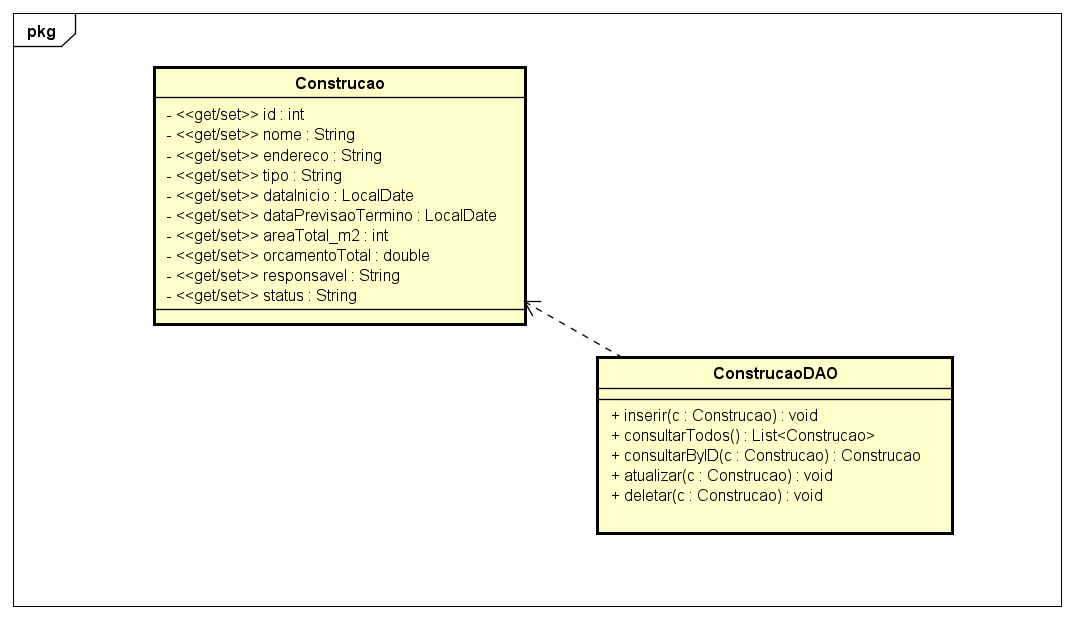 pkg
Construcao
- <<get/set>> id : int
- <<get/set>> nome : String
- <<get/set>> endereco : String
- <<get/set>> tipo : String
- <<get/set>> dataInicio : LocalDate
- <<get/set>> dataPrevisaoTermino : LocalDate
- <<get/set>> areaTotal_m2 : int
- <<get/set>> orcamentoTotal : double
- <<get/set>> responsavel : String
- <<get/set>> status : String
ConstrucaoDAO
+ inserir(c : Construcao) : void
+ consultarTodos() : List<Construcao>
+ consultarByID(c : Construcao) : Construcao
+ atualizar(c : Construcao) : void
+ deletar(c : Construcao) : void